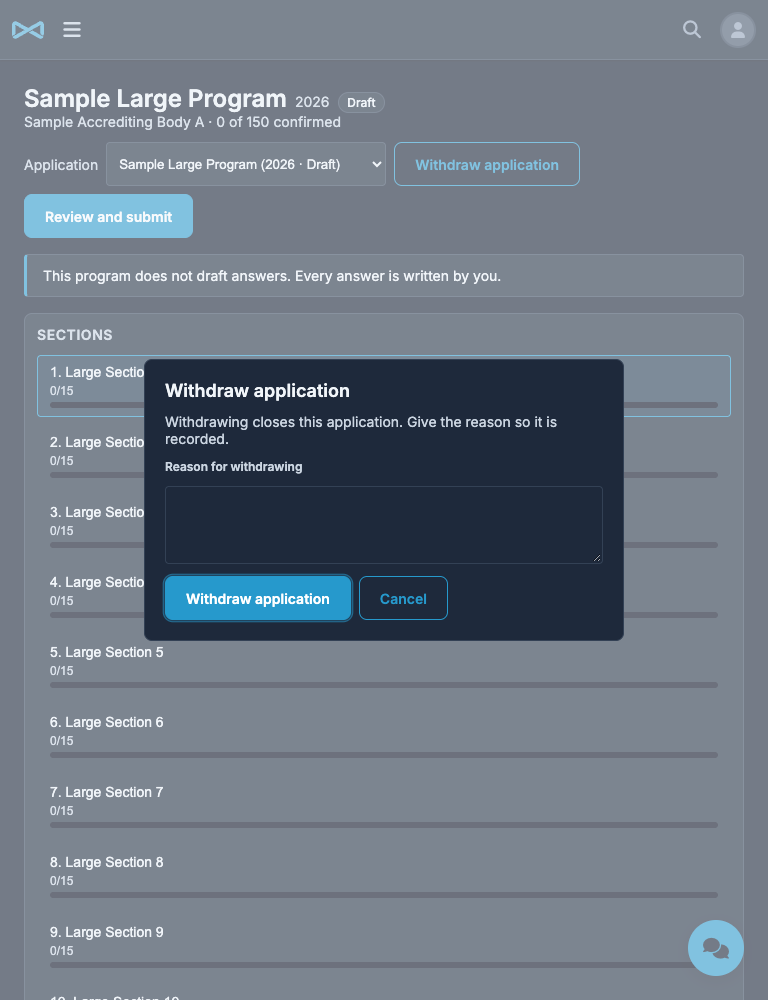 Sample Large Program 2026 Draft
Sample Accrediting Body A · 0 of 150 confirmed
Application Sample Large Program (2026 · Draft) Withdraw application
Review and submit
This program does not draft answers. Every answer is written by you.
SECTIONS
1. Large Sectio
0/15
2. Large Sectio
0/15
3. Large Sectio
0/15
4. Large Sectio
0/15
Withdraw application
Withdrawing closes this application. Give the reason so it is
recorded.
Reason for withdrawing
Withdraw application Cancel
5. Large Section 5
0/15
6. Large Section 6
0/15
7. Large Section 7
0/15
8. Large Section 8
0/15
9. Large Section 9
0/15
10. Large Section 10